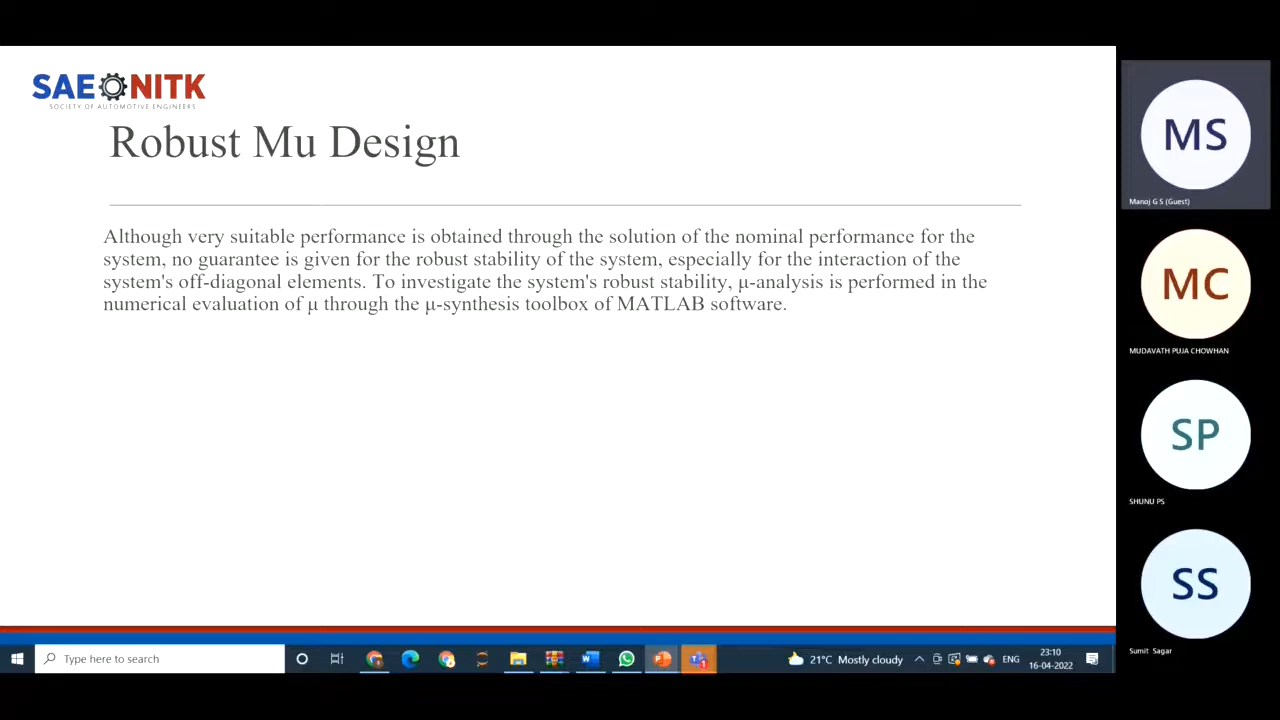 SAE NITK
SOCIETY OF AUTOMOTIVE ENGINEERS
Robust Mu Design
Although very suitable performance is obtained through the solution of the nominal performance for the
system, no guarantee is given for the robust stability of the system, especially for the interaction of the
system's off-diagonal elements. To investigate the system's robust stability, μ-analysis is performed in the
numerical evaluation of μ through the μ-synthesis toolbox of MATLAB software.
MS
Manoj G S (Guest)
MC
MUDAVATH PUJA CHOWHAN
SP
SHUNU PS
SS
Sumit Sagar
Type here to search
21°C Mostly cloudy
ENG
23:10
16-04-2022